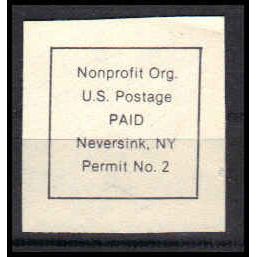 Nonprofit Org.
U.S. Postage
PAID
Neversink, NY
Permit No. 2